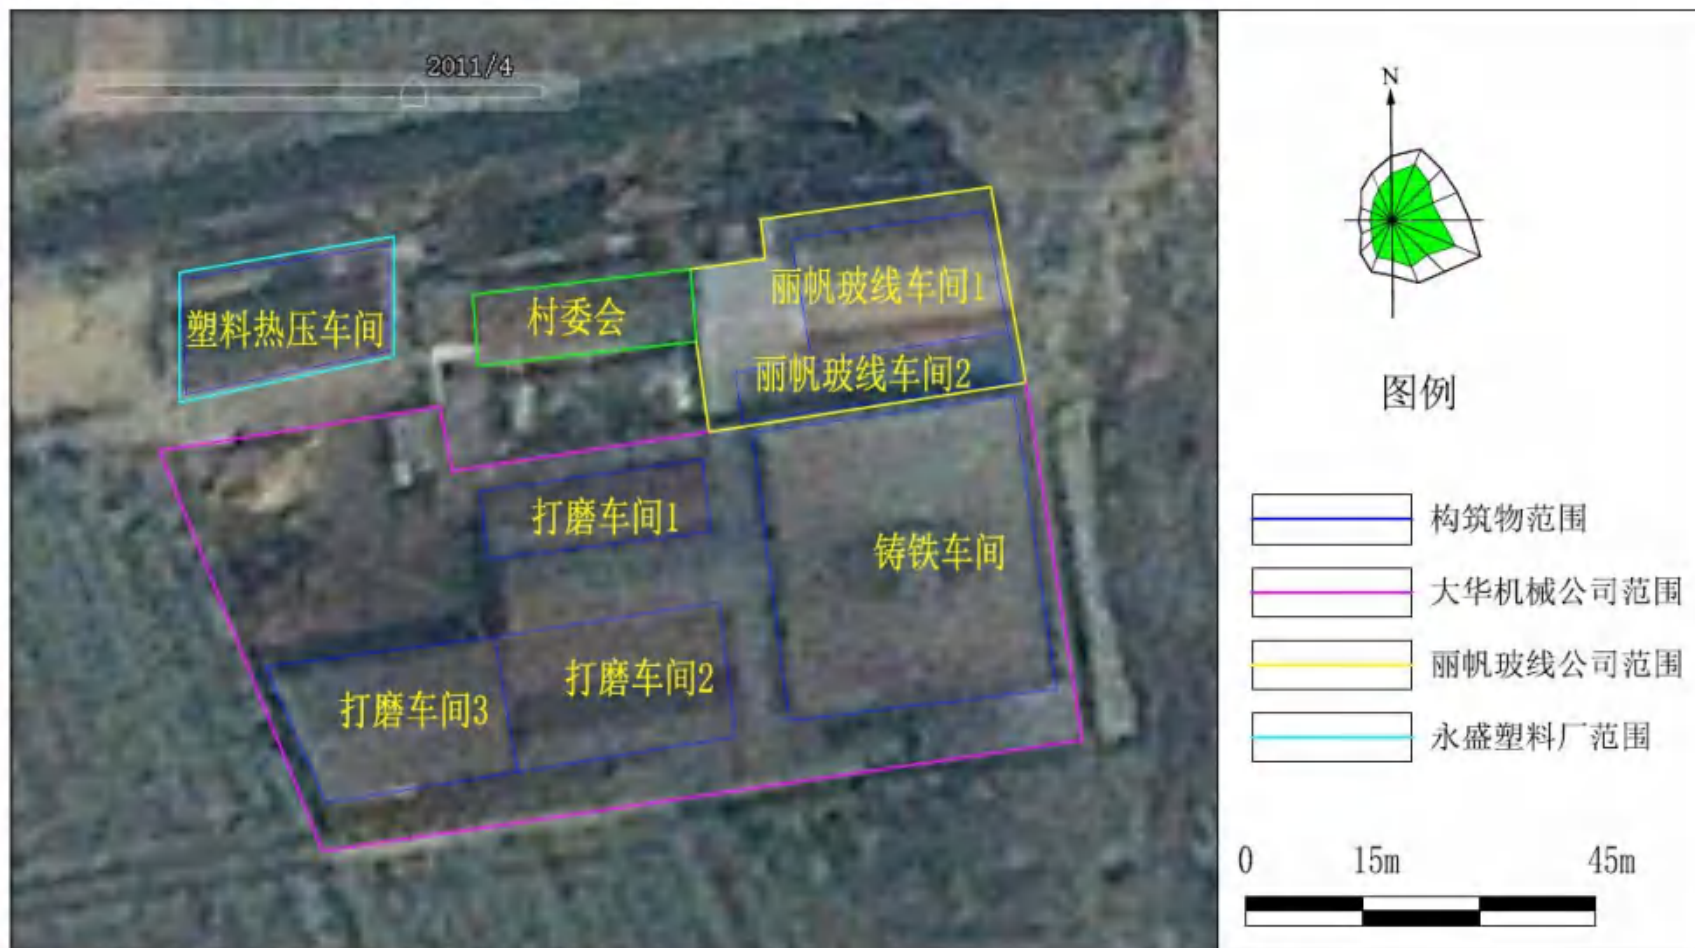 2011/4
N
丽帆玻线车间1
村委会
塑料热压车间
丽帆玻线车间2
图例
打磨车间1
铸铁车间
打磨车间2
打磨车间3
构筑物范围
大华机械公司范围
丽帆玻线公司范围
永盛塑料厂范围
0 15m 45m